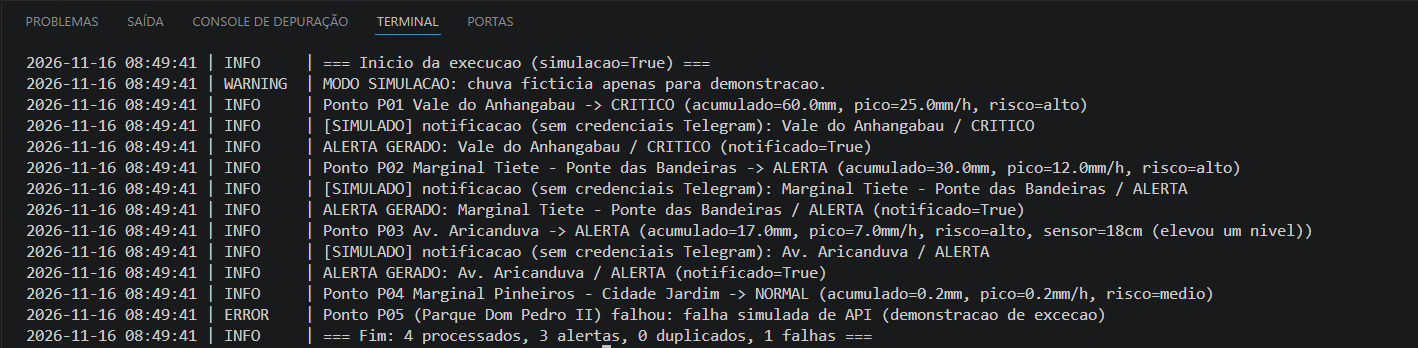 PROBLEMAS SAÍDA CONSOLE DE DEPURAÇÃO TERMINAL PORTAS
2026-11-16 08:49:41 | INFO     | === Inicio da execucao (simulacao=True) ===
2026-11-16 08:49:41 | WARNING  | MODO SIMULACAO: chuva ficticia apenas para demonstracao.
2026-11-16 08:49:41 | INFO     | Ponto P01 Vale do Anhangabau -> CRITICO (acumulado=60.0mm, pico=25.0mm/h, risco=alto)
2026-11-16 08:49:41 | INFO     | [SIMULADO] notificacao (sem credenciais Telegram): Vale do Anhangabau / CRITICO
2026-11-16 08:49:41 | INFO     | ALERTA GERADO: Vale do Anhangabau / CRITICO (notificado=True)
2026-11-16 08:49:41 | INFO     | Ponto P02 Marginal Tiete - Ponte das Bandeiras -> ALERTA (acumulado=30.0mm, pico=12.0mm/h, risco=alto)
2026-11-16 08:49:41 | INFO     | [SIMULADO] notificacao (sem credenciais Telegram): Marginal Tiete - Ponte das Bandeiras / ALERTA
2026-11-16 08:49:41 | INFO     | ALERTA GERADO: Marginal Tiete - Ponte das Bandeiras / ALERTA (notificado=True)
2026-11-16 08:49:41 | INFO     | Ponto P03 Av. Aricanduva -> ALERTA (acumulado=17.0mm, pico=7.0mm/h, risco=alto, sensor=18cm (elevou um nivel))
2026-11-16 08:49:41 | INFO     | [SIMULADO] notificacao (sem credenciais Telegram): Av. Aricanduva / ALERTA
2026-11-16 08:49:41 | INFO     | ALERTA GERADO: Av. Aricanduva / ALERTA (notificado=True)
2026-11-16 08:49:41 | INFO     | Ponto P04 Marginal Pinheiros - Cidade Jardim -> NORMAL (acumulado=0.2mm, pico=0.2mm/h, risco=medio)
2026-11-16 08:49:41 | ERROR    | Ponto P05 (Parque Dom Pedro II) falhou: falha simulada de API (demonstracao de excecao)
2026-11-16 08:49:41 | INFO     | === Fim: 4 processados, 3 alertas, 0 duplicados, 1 falhas ===